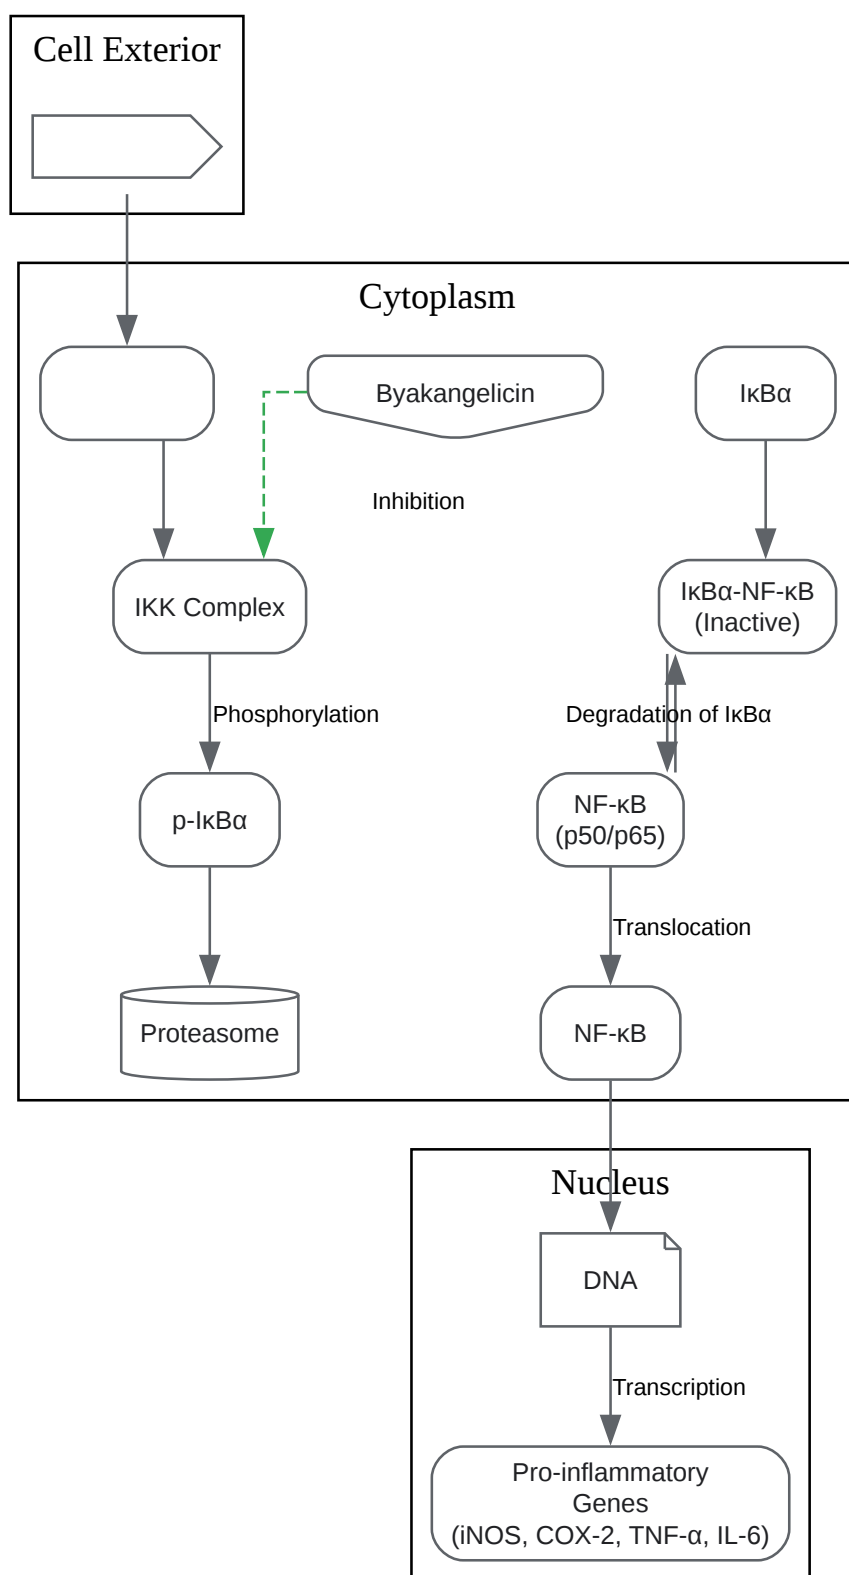 Cell Exterior
Cytoplasm
Byakangelicin
IκBα
Inhibition
IKK Complex
IκBα-NF-κB
(Inactive)
Phosphorylation
Degradation of IκBα
p-IκBα
NF-κB
(p50/p65)
Translocation
Proteasome
NF-κB
Nucleus
DNA
Transcription
Pro-inflammatory
Genes
(iNOS, COX-2, TNF-α, IL-6)